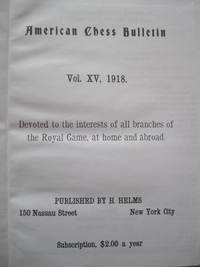 American Chess Bulletin
Vol. XV, 1918.
Devoted to the interests of all branches of
the Royal Game, at home and abroad.
PUBLISHED BY H. HELMS
150 Nassau Street New York City
Subscription, $2.00 a year